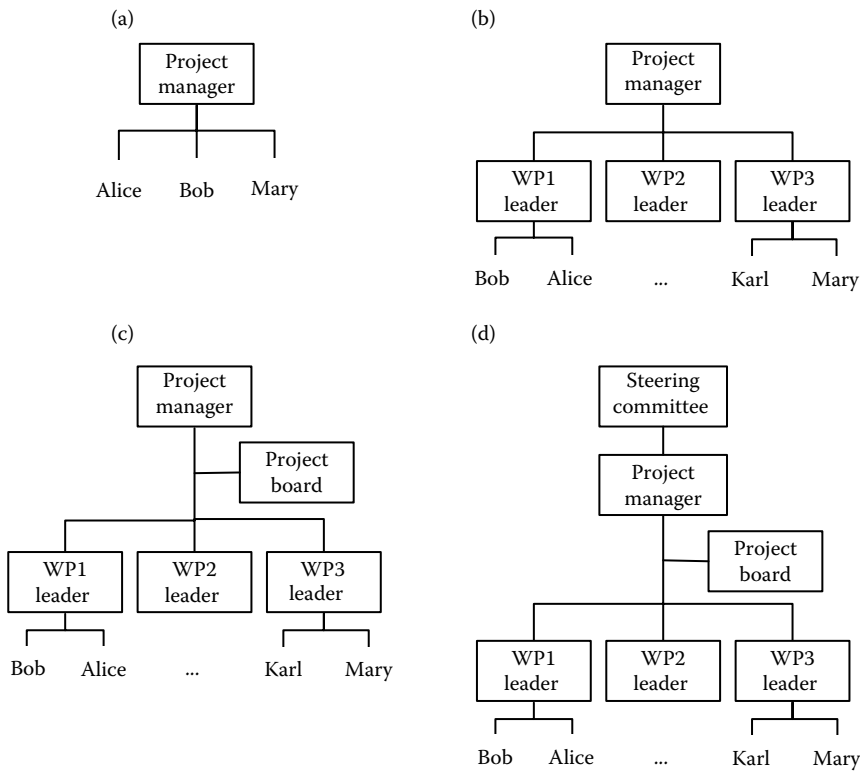 (a)
Project
manager
Alice Bob Mary
(b)
Project
manager
WP1
leader
WP2
leader
WP3
leader
Bob Alice ... Karl Mary
(c)
Project
manager
Project
board
WP1
leader
WP2
leader
WP3
leader
Bob Alice ... Karl Mary
(d)
Steering
committee
Project
manager
Project
board
WP1
leader
WP2
leader
WP3
leader
Bob Alice ... Karl Mary